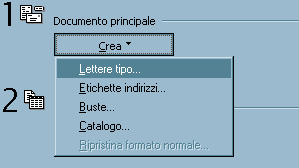 1
Documento principale
Crea
Lettere tipo...
Etichette indirizzi...
2
Buste...
Catalogo...
Ripristina formato normale...